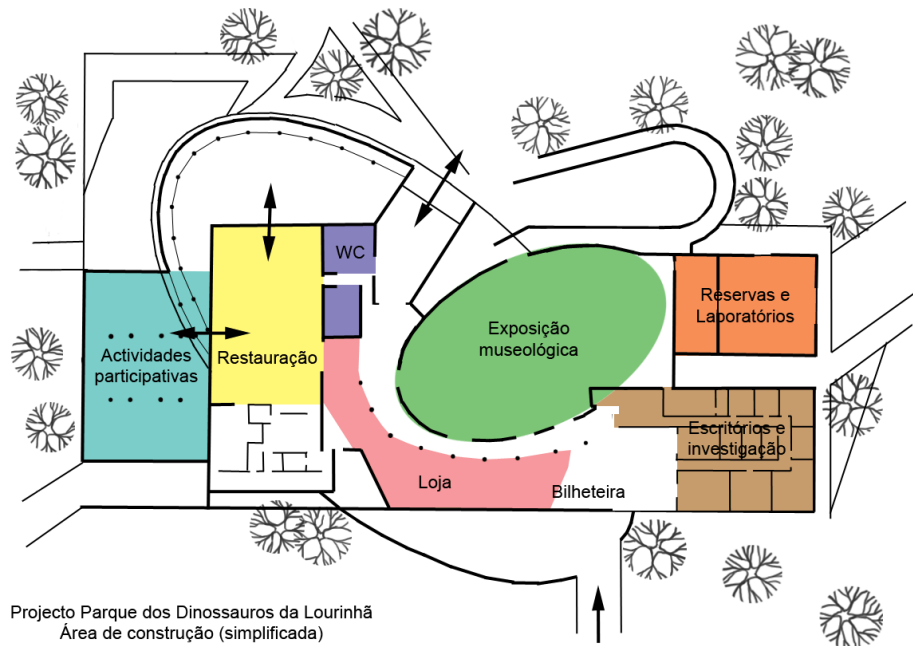 WC
Exposição
museológica
Reservas e
Laboratórios
Actividades
participativas
Restauração
Escritórios e
investigação
Loja
Bilheteira
Projecto Parque dos Dinossauros da Lourinhã
Área de construção (simplificada)